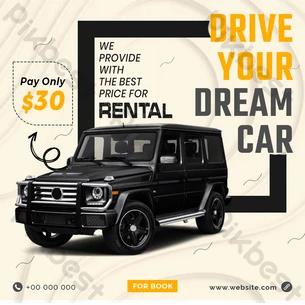 DRIVE
YOUR
DREAM
CAR
WE
PROVIDE
WITH
THE BEST
PRICE FOR
RENTAL
Pay Only
$30
+00 000 000
FOR BOOK
www.website.com
pikbest